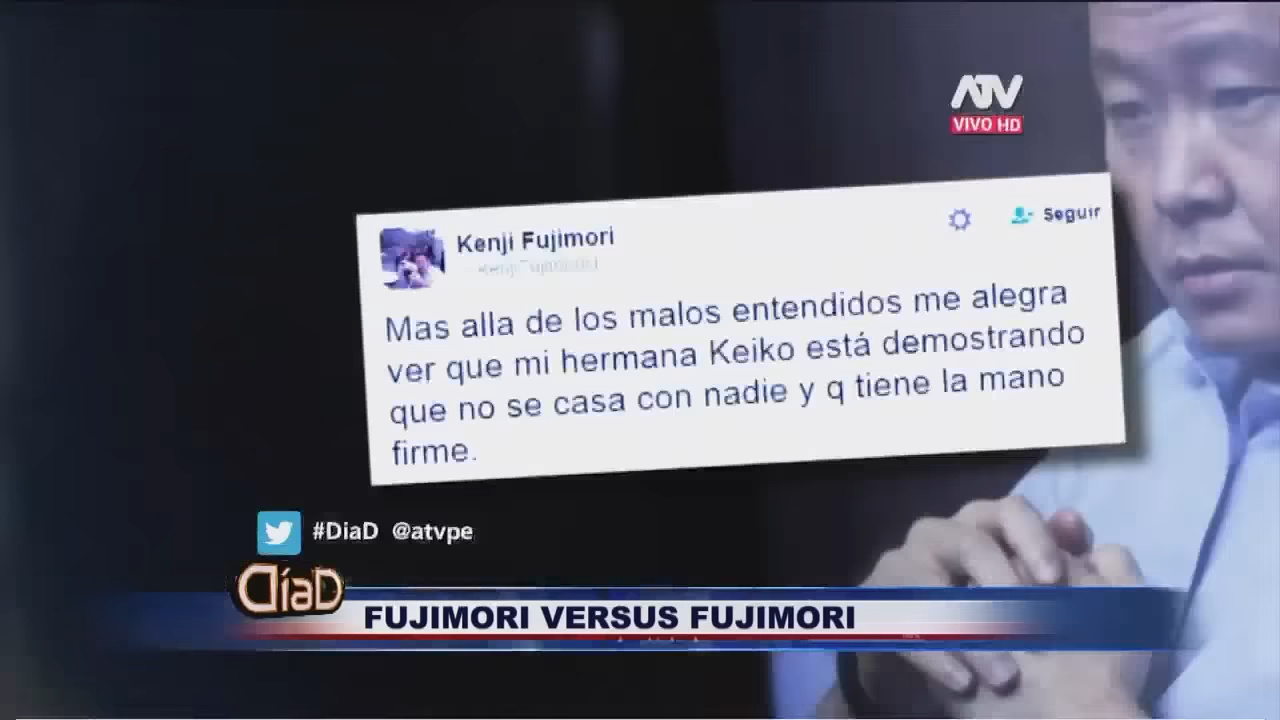 ATV
VIVO HD
Kenji Fujimori
Seguir
Mas alla de los malos entendidos me alegra
ver que mi hermana Keiko está demostrando
que no se casa con nadie y q tiene la mano
firme.
#DiaD @atvpe
DíaD
FUJIMORI VERSUS FUJIMORI